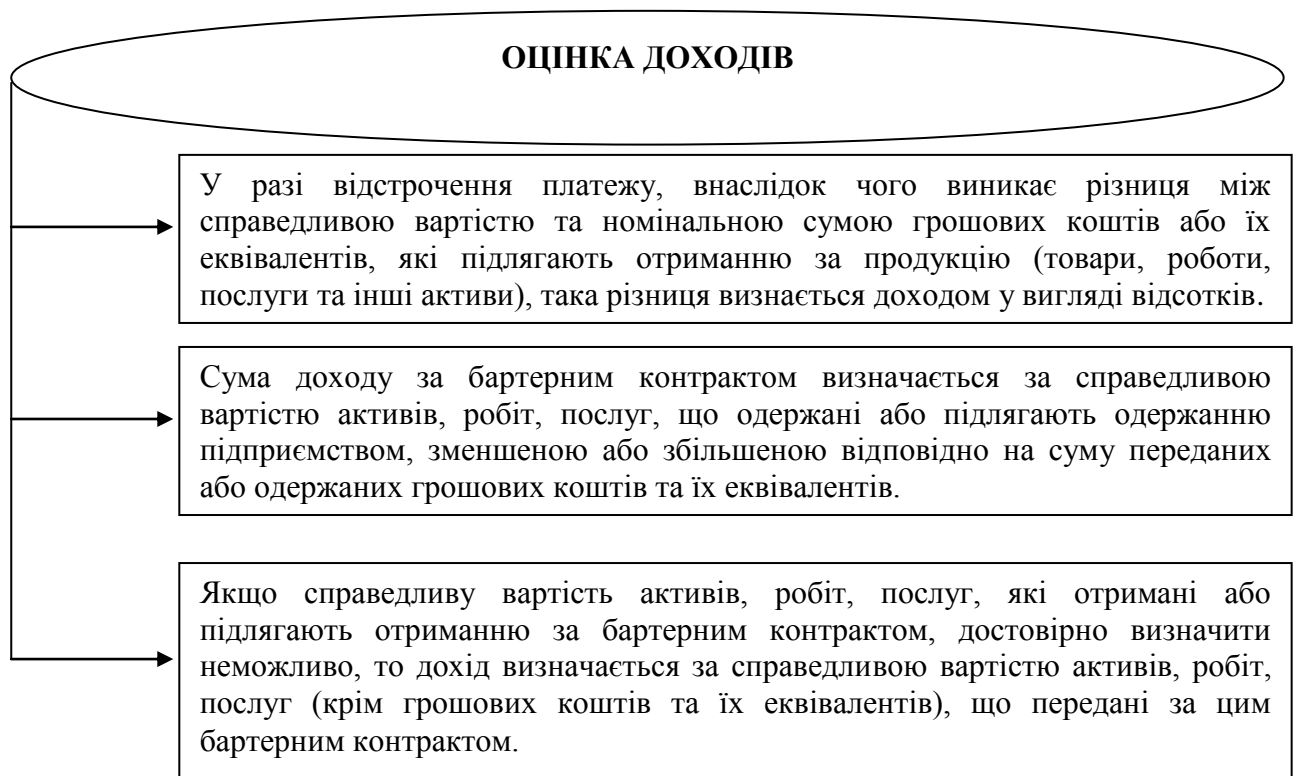 ОЦІНКА ДОХОДІВ
У разі відстрочення платежу, внаслідок чого виникає різниця між
справедливою вартістю та номінальною сумою грошових коштів або їх
еквівалентів, які підлягають отриманню за продукцію (товари, роботи,
послуги та інші активи), така різниця визнається доходом у вигляді відсотків.
Сума доходу за бартерним контрактом визначається за справедливою
вартістю активів, робіт, послуг, що одержані або підлягають одержанню
підприємством, зменшеною або збільшеною відповідно на суму переданих
або одержаних грошових коштів та їх еквівалентів.
Якщо справедливу вартість активів, робіт, послуг, які отримані або
підлягають отриманню за бартерним контрактом, достовірно визначити
неможливо, то дохід визначається за справедливою вартістю активів, робіт,
послуг (крім грошових коштів та їх еквівалентів), що передані за цим
бартерним контрактом.